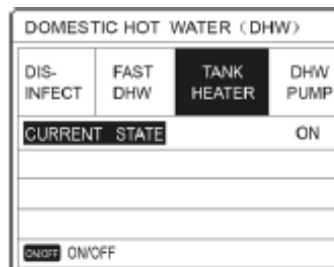 DOMESTIC HOT WATER (DHW)
DIS-INFECT FAST DHW TANK HEATER DHW PUMP
CURRENT STATE ON
ON/OFF ON/OFF